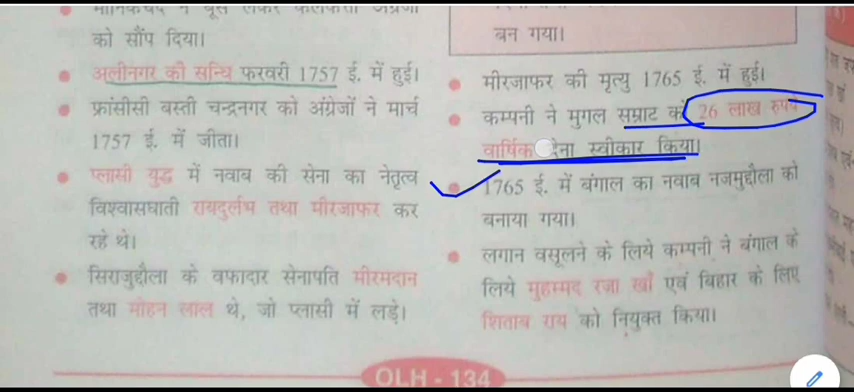 को सौंप दिया।
अलीनगर की सन्धि फरवरी 1757 ई. में हुई।
फ्रांसीसी बस्ती चन्द्रनगर को अंग्रेजों ने मार्च
1757 ई. में जीता।
प्लासी युद्ध में नवाब की सेना का नेतृत्व
विश्वासघाती रायदुर्लभ तथा मीरजाफर कर
रहे थे।
सिराजुद्दौला के वफादार सेनापति मीरमदान
तथा मोहन लाल थे, जो प्लासी में लड़े।
बन गया।
मीरजाफर की मृत्यु 1765 ई. में हुई।
कम्पनी ने मुगल सम्राट को 26 लाख रुपये
वार्षिक देना स्वीकार किया।
1765 ई. में बंगाल का नवाब नजमुद्दौला को
बनाया गया।
लगान वसूलने के लिये कम्पनी ने बंगाल के
लिये मुहम्मद रजा खाँ एवं बिहार के लिए
शिताब राय को नियुक्त किया।
OLH - 134